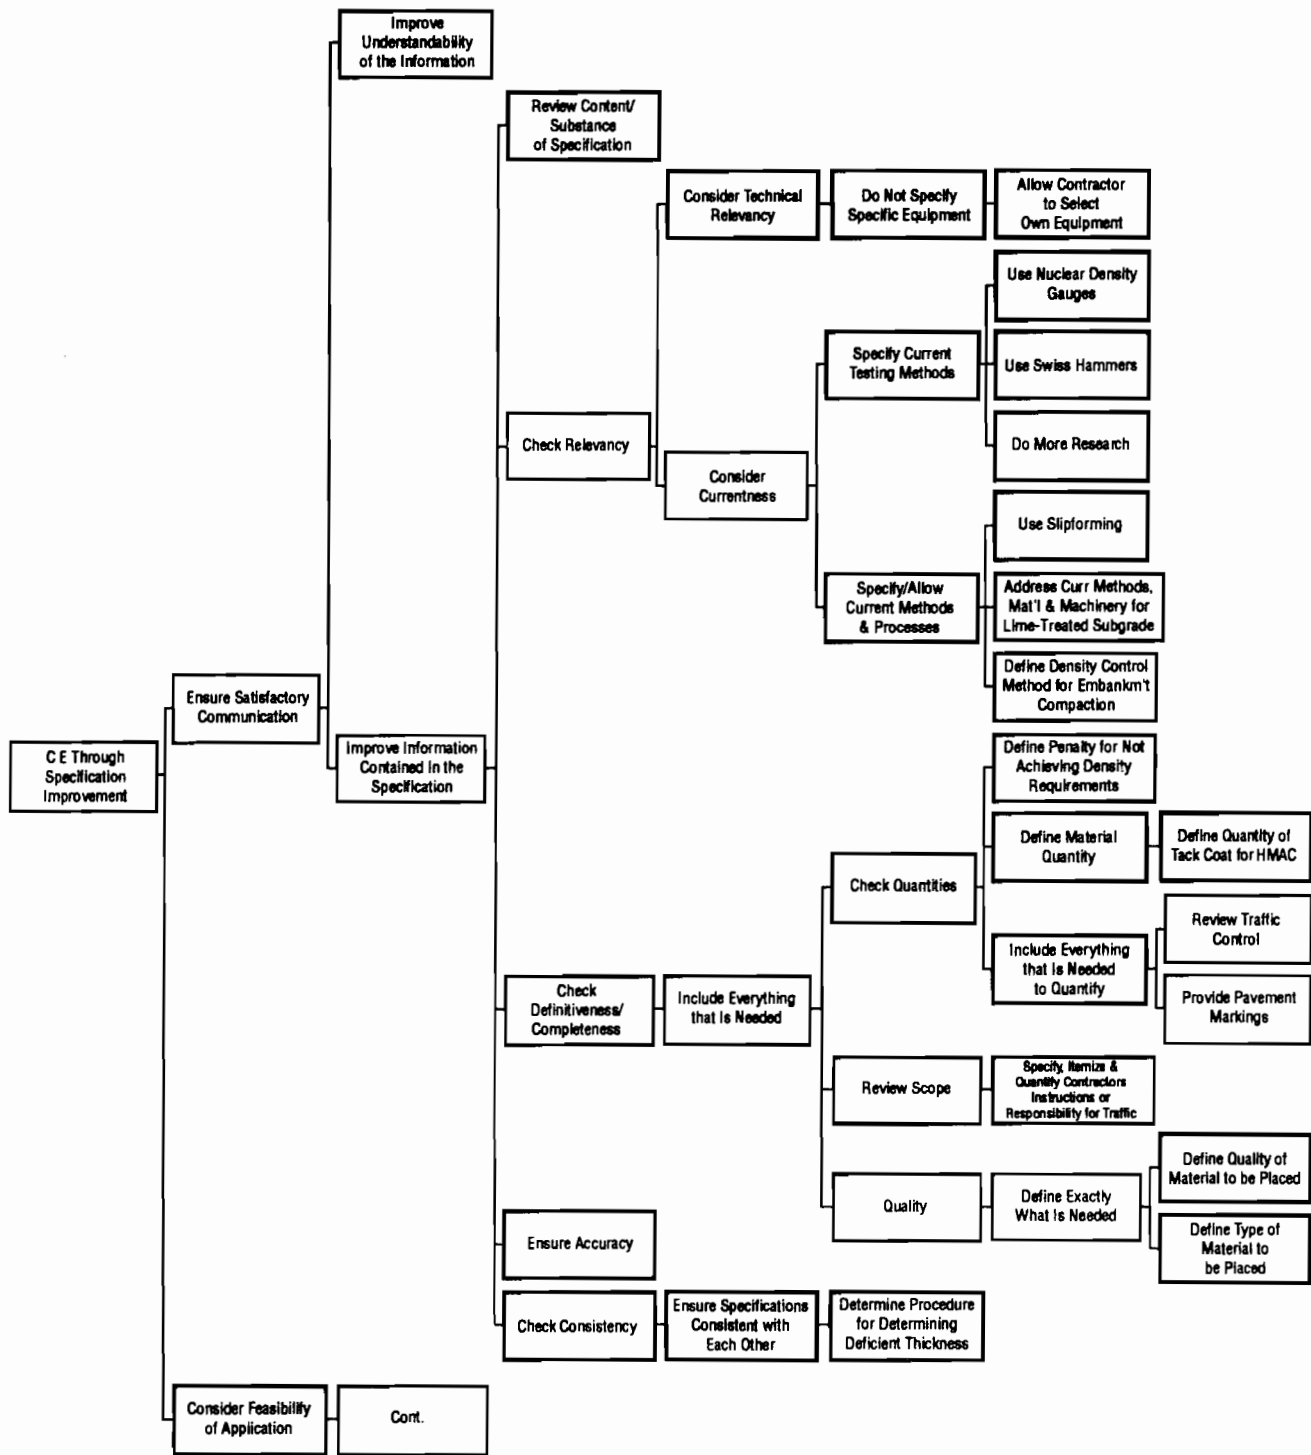 Improve
Understandability
of the Information
Review Content/
Substance
of Specification
Consider Technical
Relevancy
Do Not Specify
Specific Equipment
Allow Contractor
to Select
Own Equipment
Use Nuclear Density
Gauges
Specify Current
Testing Methods
Use Swiss Hammers
Check Relevancy
Do More Research
Consider
Currentness
Use Slipforming
Specify/Allow
Current Methods
& Processes
Address Curr Methods,
Mat'l & Machinery for
Lime-Treated Subgrade
Define Density Control
Method for Embankm't
Compaction
Ensure Satisfactory
Communication
C E Through
Specification
Improvement
Improve Information
Contained in the
Specification
Define Penalty for Not
Achieving Density
Requirements
Define Material
Quantity
Define Quantity of
Tack Coat for HMAC
Check Quantities
Review Traffic
Control
Include Everything
that Is Needed
to Quantify
Provide Pavement
Markings
Check
Definitiveness/
Completeness
Include Everything
that Is Needed
Review Scope
Specify, Itemize &
Quantify Contractors
Instructions or
Responsibility for Traffic
Define Quality of
Material to be Placed
Quality
Define Exactly
What Is Needed
Define Type of
Material to
be Placed
Ensure Accuracy
Check Consistency
Ensure Specifications
Consistent with
Each Other
Determine Procedure
for Determining
Deficient Thickness
Consider Feasibility
of Application
Cont.